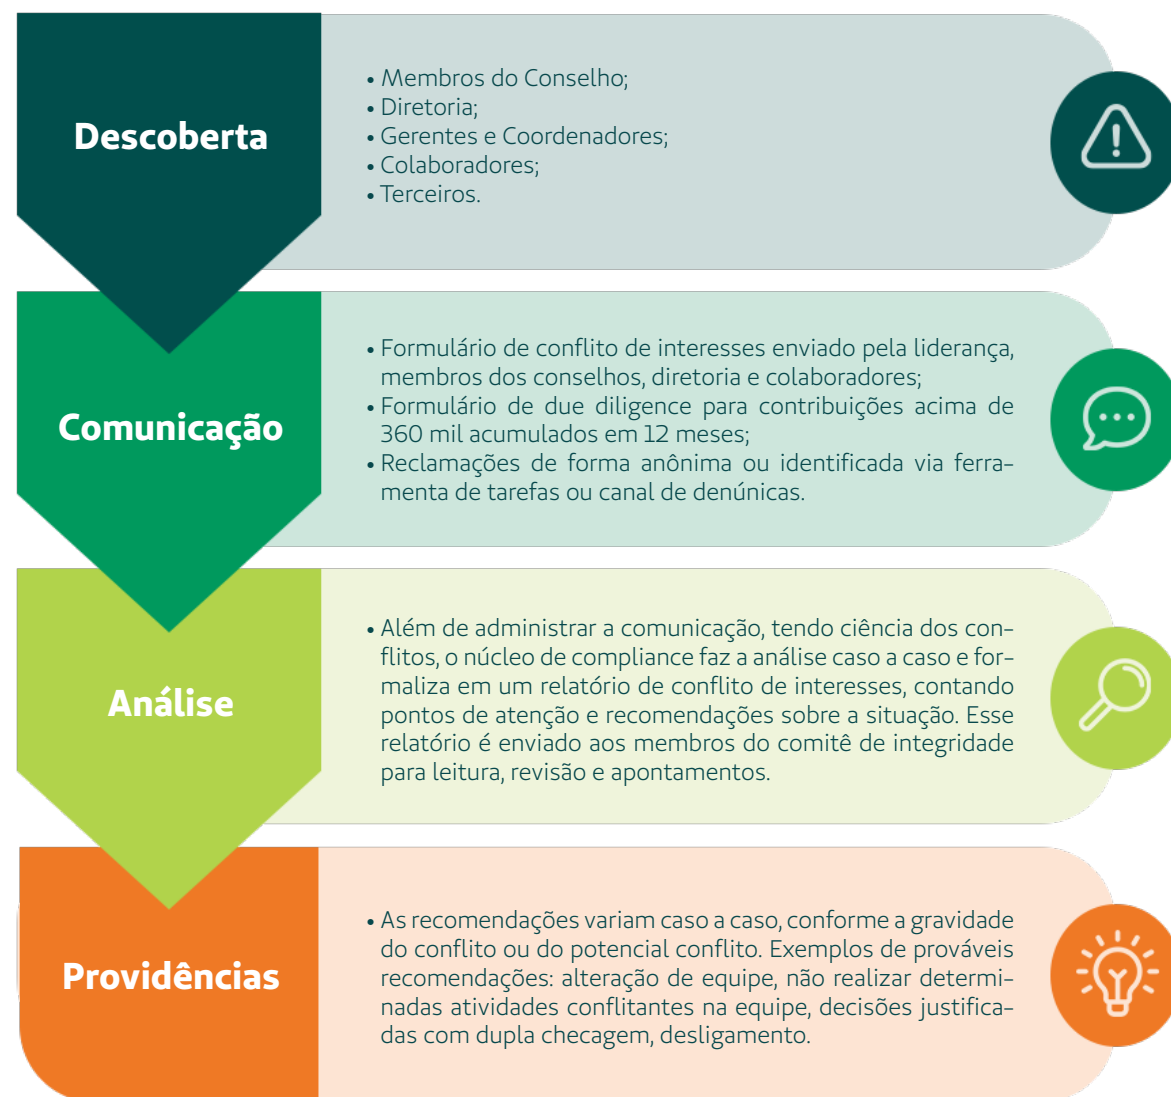 Descoberta
• Membros do Conselho;
• Diretoria;
• Gerentes e Coordenadores;
• Colaboradores;
• Terceiros.
Comunicação
• Formulário de conflito de interesses enviado pela liderança,
membros dos conselhos, diretoria e colaboradores;
• Formulário de due diligence para contribuições acima de
360 mil acumulados em 12 meses;
• Reclamações de forma anônima ou identificada via ferra-
menta de tarefas ou canal de denúnicas.
Análise
• Além de administrar a comunicação, tendo ciência dos con-
flitos, o núcleo de compliance faz a análise caso a caso e for-
maliza em um relatório de conflito de interesses, contando
pontos de atenção e recomendações sobre a situação. Esse
relatório é enviado aos membros do comitê de integridade
para leitura, revisão e apontamentos.
Providências
• As recomendações variam caso a caso, conforme a gravidade
do conflito ou do potencial conflito. Exemplos de prováveis
recomendações: alteração de equipe, não realizar determi-
nadas atividades conflitantes na equipe, decisões justifica-
das com dupla checagem, desligamento.